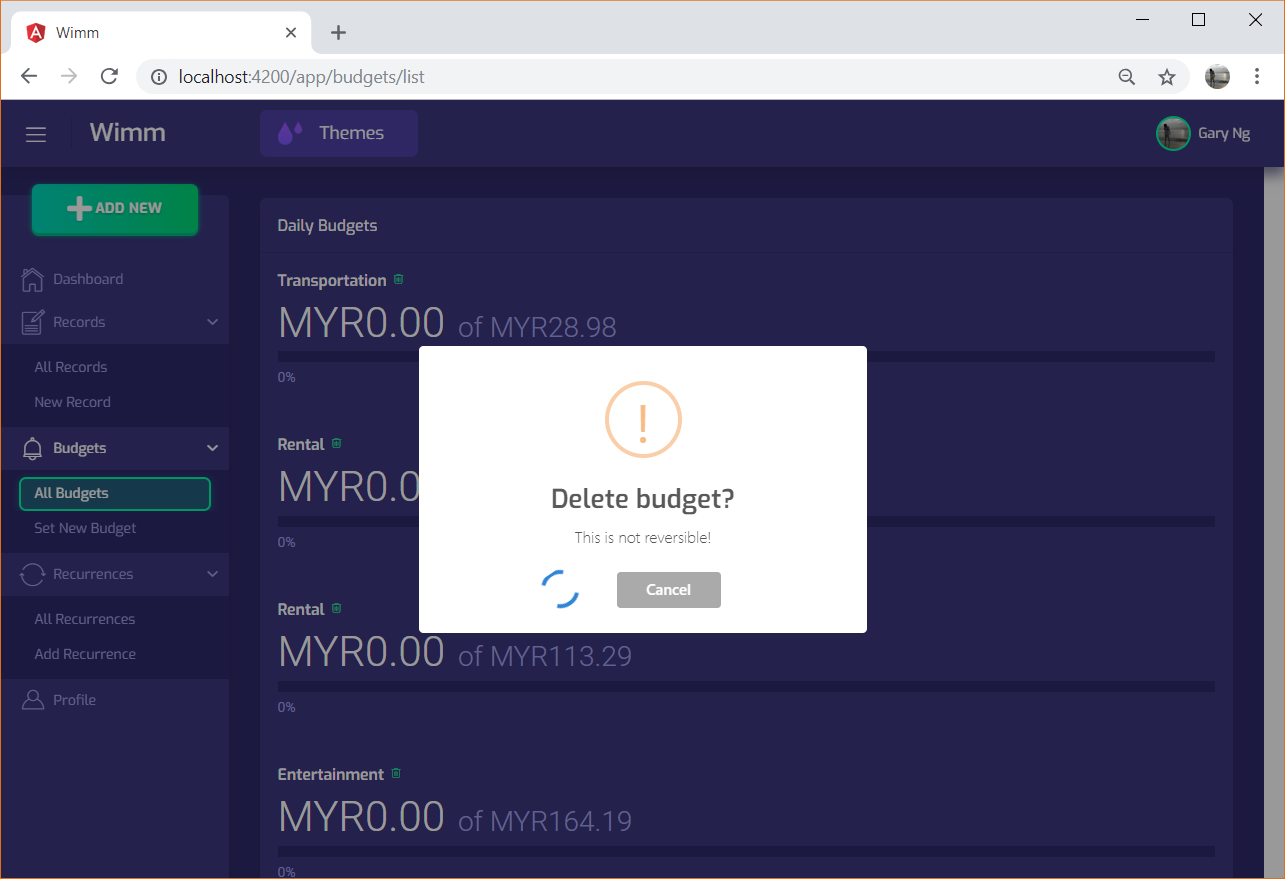 Wimm
localhost:4200/app/budgets/list
Wimm
Themes
Gary Ng
ADD NEW
Dashboard
Records
All Records
New Record
Budgets
All Budgets
Set New Budget
Recurrences
All Recurrences
Add Recurrence
Profile
Daily Budgets
Transportation
MYR0.00 of MYR28.98
0%
Rental
MYR0.0
0%
Rental
MYR0.00 of MYR113.29
0%
Entertainment
MYR0.00 of MYR164.19
0%
!
Delete budget?
This is not reversible!
Cancel